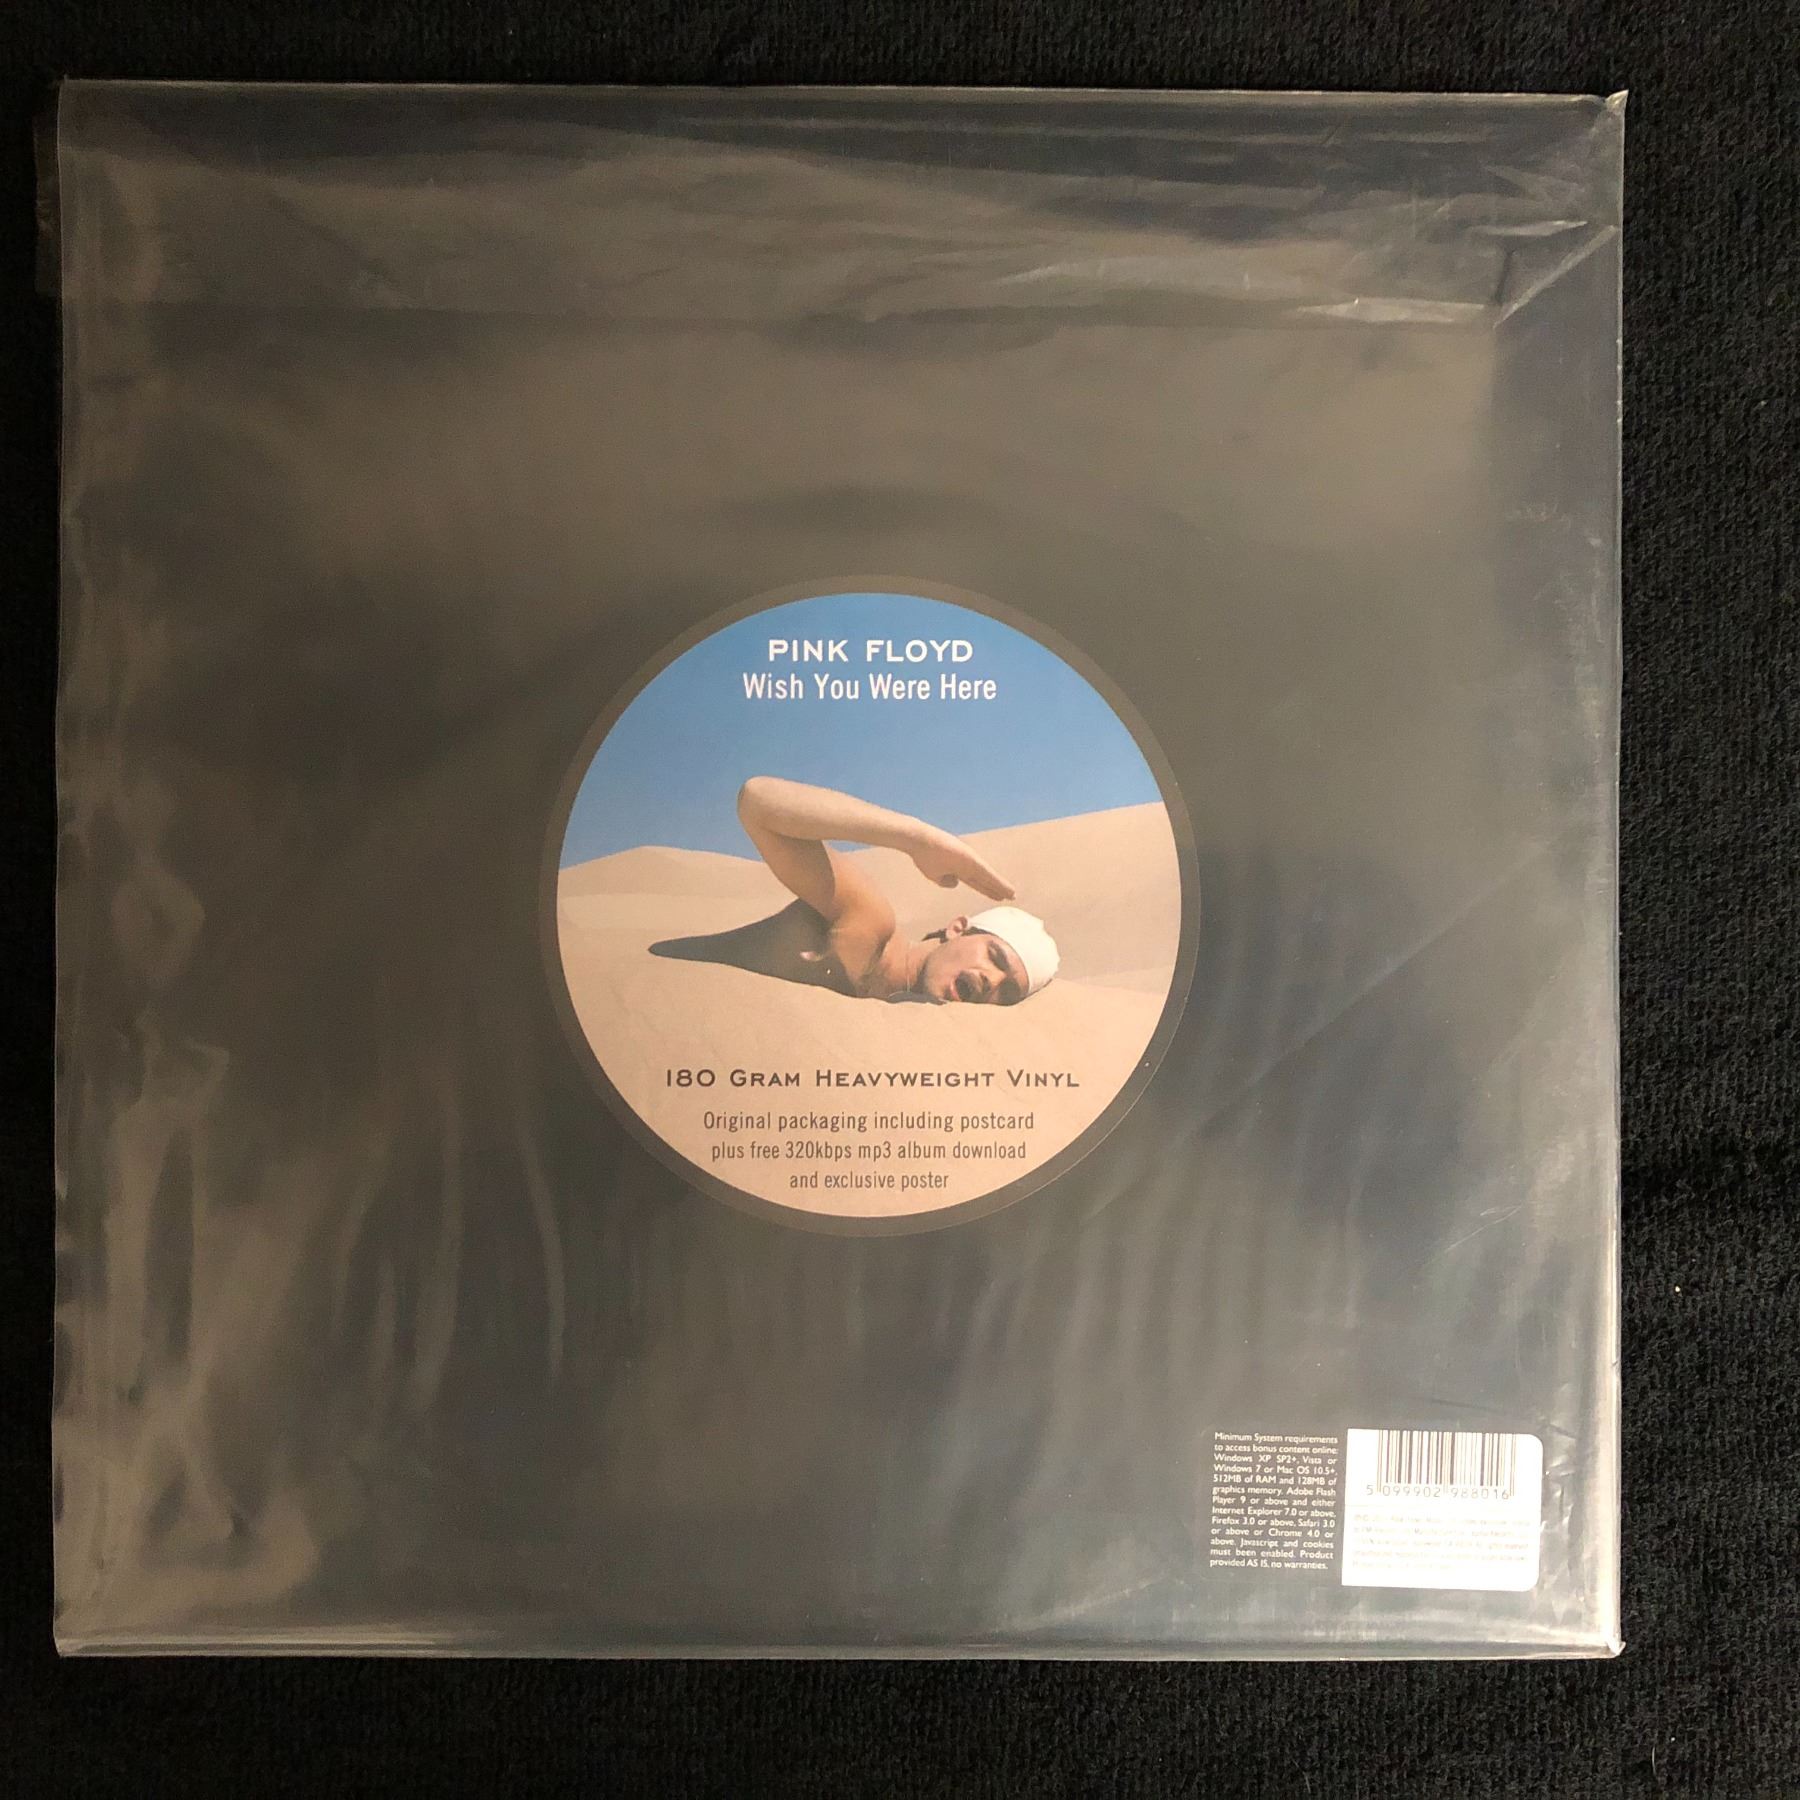 PINK FLOYD
Wish You Were Here
180 GRAM HEAVYWEIGHT VINYL
Original packaging including postcard
plus free 320kbps mp3 album download
and exclusive poster
Minimum System requirements
to access bonus content online:
Windows XP SP2+, Vista or
Windows 7 or Mac OS 10.5+,
512MB of RAM and 128MB of
graphics memory. Adobe Flash
Player 9 or above and either
Internet Explorer 7.0 or above,
Firefox 3.0 or above, Safari 3.0
or above or Chrome 4.0 or
above. Javascript and cookies
must been enabled. Product
provided AS IS, no warranties.
5 099902 988016